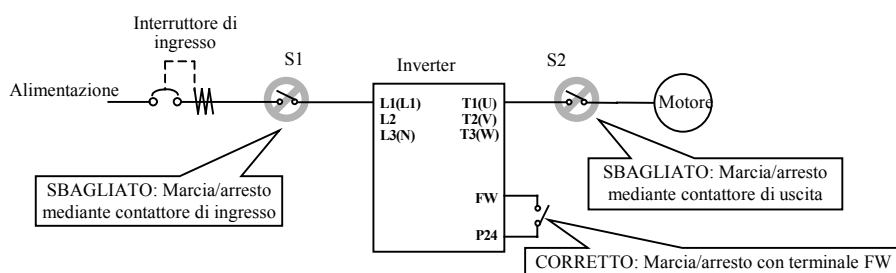 Interruttore di
ingresso
S1
S2
Inverter
Alimentazione
L1(L1)
L2
L3(N)
T1(U)
T2(V)
T3(W)
Motore
SBAGLIATO: Marcia/arresto
mediante contattore di ingresso
SBAGLIATO: Marcia/arresto
mediante contattore di uscita
FW
P24
CORRETTO: Marcia/arresto con terminale FW